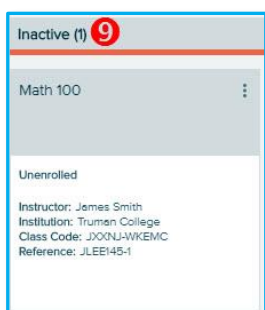 Inactive (1) 9
Math 100
Unenrolled
Instructor: James Smith
Institution: Truman College
Class Code: JXXNJ-WKEMC
Reference: JLEE145-1